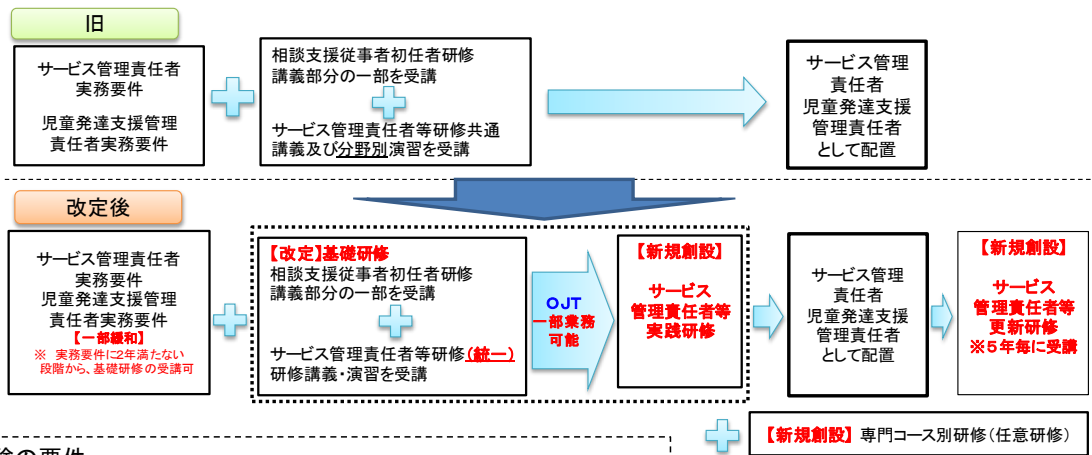 旧
サービス管理責任者
実務要件
児童発達支援管理
責任者実務要件
相談支援従事者初任者研修
講義部分の一部を受講
サービス管理責任者等研修共通
講義及び分野別演習を受講
サービス管理
責任者
児童発達支援
管理責任者
として配置
改定後
サービス管理責任者
実務要件
児童発達支援管理
責任者実務要件
【一部緩和】
※ 実務要件に2年満たない
段階から、基礎研修の受講可
【改定】基礎研修
相談支援従事者初任者研修
講義部分の一部を受講
サービス管理責任者等研修(統一)
研修講義・演習を受講
OJT
一部業務
可能
【新規創設】
サービス
管理責任者等
実践研修
サービス管理
責任者
児童発達支援
管理責任者
として配置
【新規創設】
サービス
管理責任者等
更新研修
※5年毎に受講
【新規創設】 専門コース別研修(任意研修)
の要件